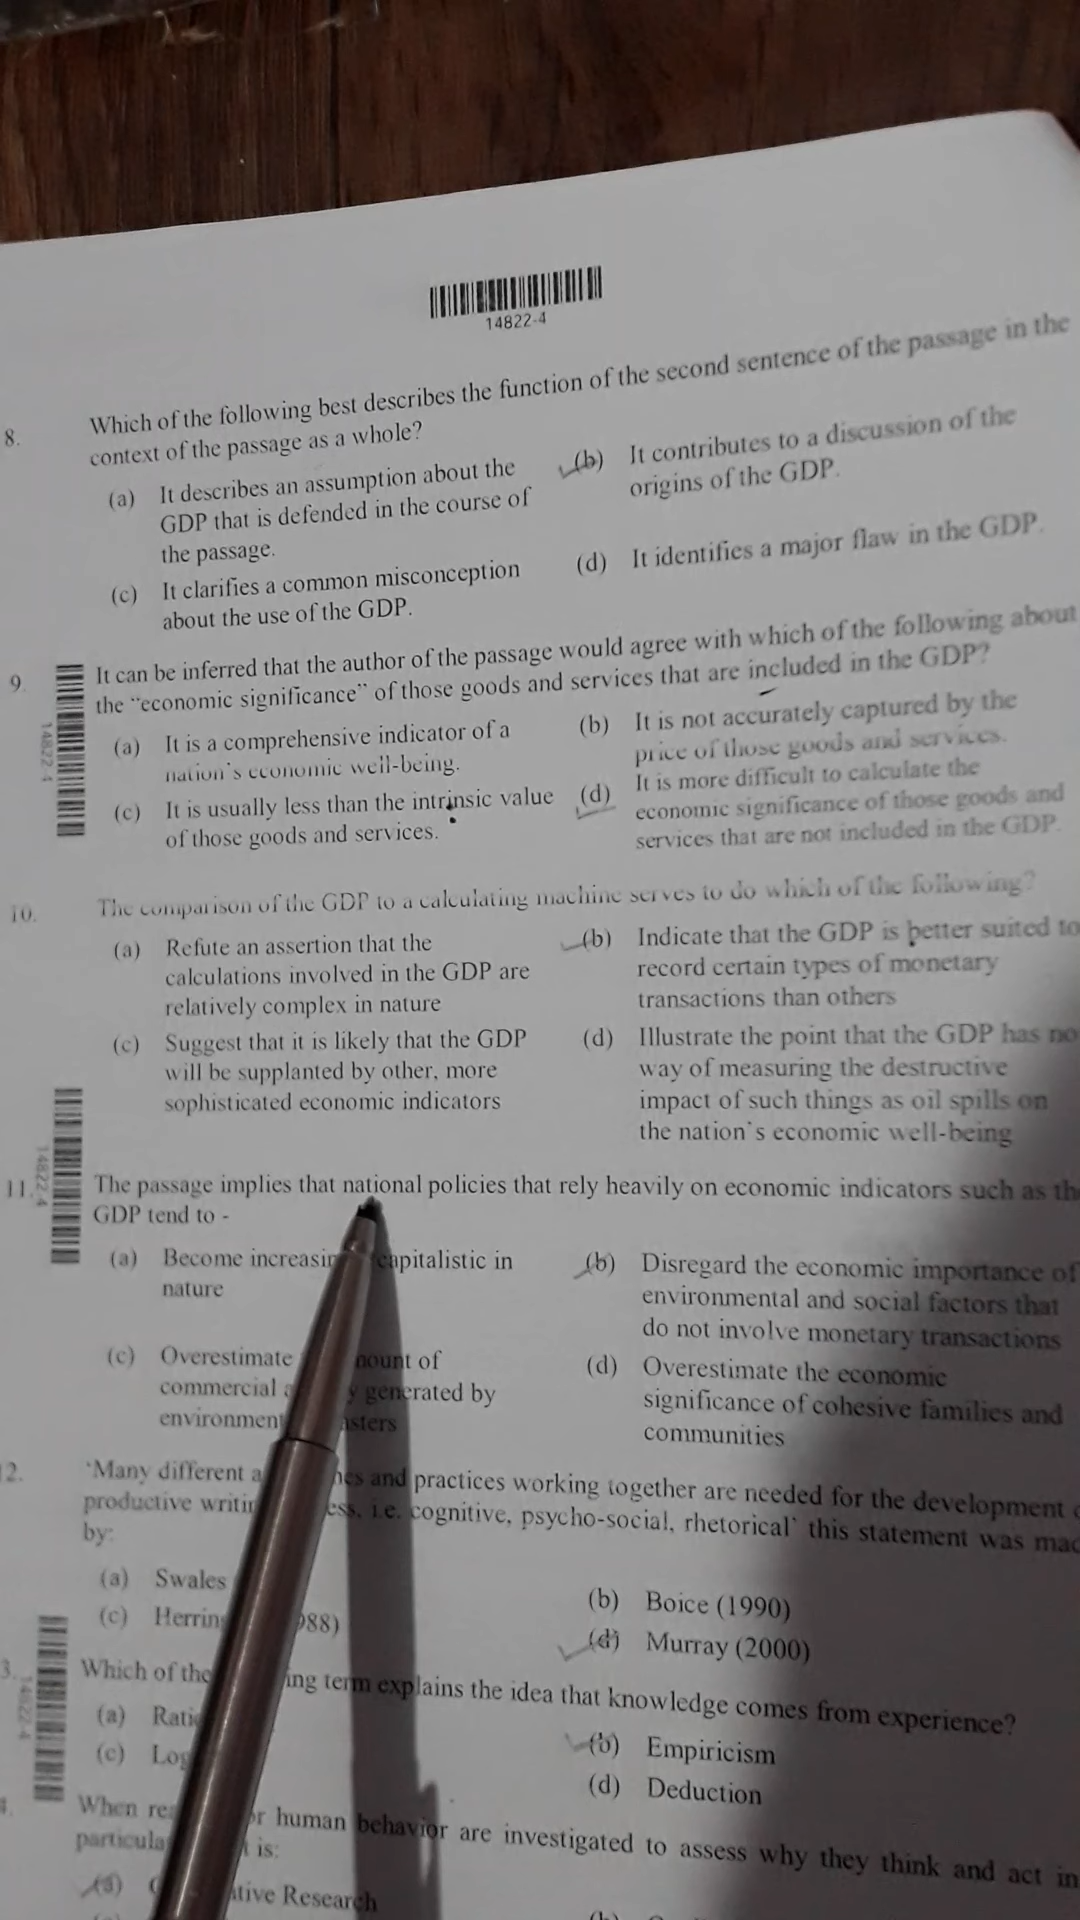 14822-4
8. Which of the following best describes the function of the second sentence of the passage in the
context of the passage as a whole?
(a) It describes an assumption about the
GDP that is defended in the course of
the passage.
(b) It contributes to a discussion of the
origins of the GDP.
(c) It clarifies a common misconception
about the use of the GDP.
(d) It identifies a major flaw in the GDP.
9. It can be inferred that the author of the passage would agree with which of the following about
the “economic significance” of those goods and services that are included in the GDP?
14822-4
(a) It is a comprehensive indicator of a
nation's economic well-being.
(b) It is not accurately captured by the
price of those goods and services.
(c) It is usually less than the intrinsic value
of those goods and services.
(d) It is more difficult to calculate the
economic significance of those goods and
services that are not included in the GDP.
10. The comparison of the GDP to a calculating machine serves to do which of the following?
(a) Refute an assertion that the
calculations involved in the GDP are
relatively complex in nature
(b) Indicate that the GDP is better suited to
record certain types of monetary
transactions than others
(c) Suggest that it is likely that the GDP
will be supplanted by other, more
sophisticated economic indicators
(d) Illustrate the point that the GDP has no
way of measuring the destructive
impact of such things as oil spills on
the nation's economic well-being
14822-4
11. The passage implies that national policies that rely heavily on economic indicators such as
GDP tend to -
(a) Become capitalistic in
nature
(b) Disregard the economic importance of
environmental and social factors that
do not involve monetary transactions
(c) Overestimate of
commercial generated by
(d) Overestimate the economic
significance of cohesive families and
communities
2. 'Many different and practices working together are needed for the development
productive i.e. cognitive, psycho-social, rhetorical' this statement was
by:
(a) Swales
(b) Boice (1990)
(c)
(d) Murray (2000)
3. Which of the term explains the idea that knowledge comes from experience?
14822-4
(a)
(b) Empiricism
(c)
(d) Deduction
When human behavior are investigated to assess why they think and act in
is:
(a) Research